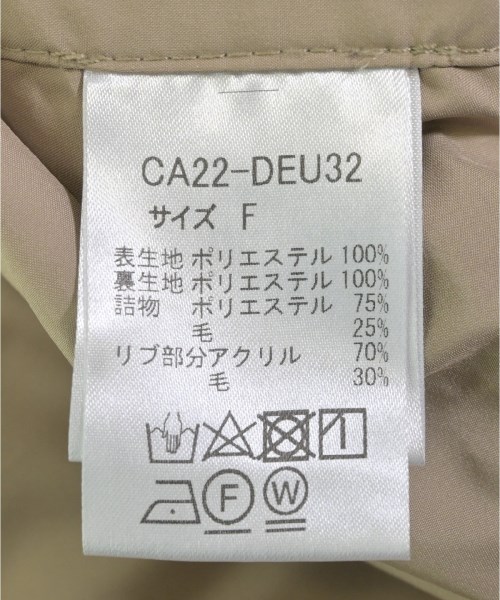 CA22-DEU32
サイズ F
表生地 ポリエステル 100%
裏生地 ポリエステル 100%
詰物 ポリエステル 75%
毛 25%
リブ部分アクリル 70%
毛 30%
F W